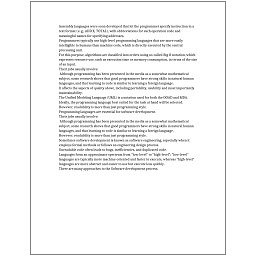 Assembly languages were soon developed that let the programmer specify instruction in a
text format (e.g., ADD X, TOTAL), with abbreviations for each operation code and
meaningful names for specifying addresses.
Programmers typically use high-level programming languages that are more easily
intelligible to humans than machine code, which is directly executed by the central
processing unit.
For this purpose, algorithms are classified into orders using so-called Big O notation, which
expresses resource use, such as execution time or memory consumption, in terms of the size
of an input.
Their jobs usually involve:
Although programming has been presented in the media as a somewhat mathematical
subject, some research shows that good programmers have strong skills in natural human
languages, and that learning to code is similar to learning a foreign language.
It affects the aspects of quality above, including portability, usability and most importantly
maintainability.
The Unified Modeling Language (UML) is a notation used for both the OOAD and MDA.
Ideally, the programming language best suited for the task at hand will be selected.
However, readability is more than just programming style.
Programming languages are essential for software development.
Their jobs usually involve:
Although programming has been presented in the media as a somewhat mathematical
subject, some research shows that good programmers have strong skills in natural human
languages, and that learning to code is similar to learning a foreign language.
However, readability is more than just programming style.
Sometimes software development is known as software engineering, especially when it
employs formal methods or follows an engineering design process.
Unreadable code often leads to bugs, inefficiencies, and duplicated code.
Languages form an approximate spectrum from "low-level" to "high-level"; "low-level"
languages are typically more machine-oriented and faster to execute, whereas "high-level"
languages are more abstract and easier to use but execute less quickly.
There are many approaches to the Software development process.